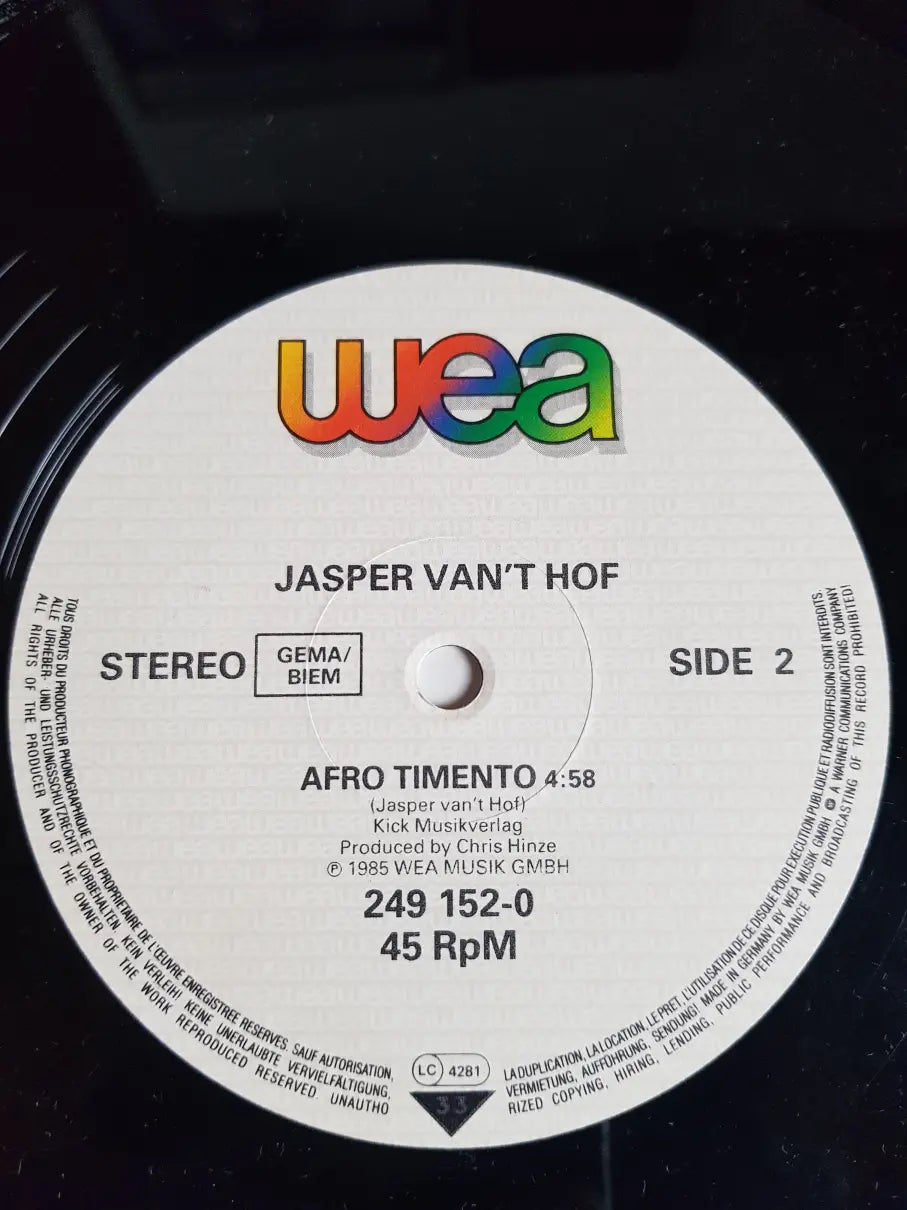 wea
JASPER VAN'T HOF
STEREO
GEMA/
BIEM
SIDE 2
AFRO TIMENTO 4:58
(Jasper van't Hof)
Kick Musikverlag
Produced by Chris Hinze
℗ 1985 WEA MUSIK GMBH
249 152-0
45 RpM
TOUS DROITS DU PRODUCTEUR PHONOGRAPHIQUE ET DU PROPRIETAIRE DE L'ŒUVRE ENREGISTREE RESERVES. SAUF AUTORISATION,
ALLE URHEBER- UND LEISTUNGSSCHUTZRECHTE VORBEHALTEN. KEIN VERLEIH! KEINE UNERLAUBTE VERVIELFÄLTIGUNG,
ALL RIGHTS OF THE PRODUCER AND OF THE OWNER OF THE WORK REPRODUCED RESERVED. UNAUTHO
LC 4281
33
LA DUPLICATION, LA LOCATION, LE PRET, L'UTILISATION DE CE DISQUE POUR EXECUTION PUBLIQUE ET RADIODIFFUSION SONT INTERDITS.
VERMIETUNG, AUFFÜHRUNG, SENDUNG! MADE IN GERMANY BY WEA MUSIK GMBH A WARNER COMMUNICATIONS COMPANY
RIZED COPYING, HIRING, LENDING, PUBLIC PERFORMANCE AND BROADCASTING OF THIS RECORD PROHIBITED!